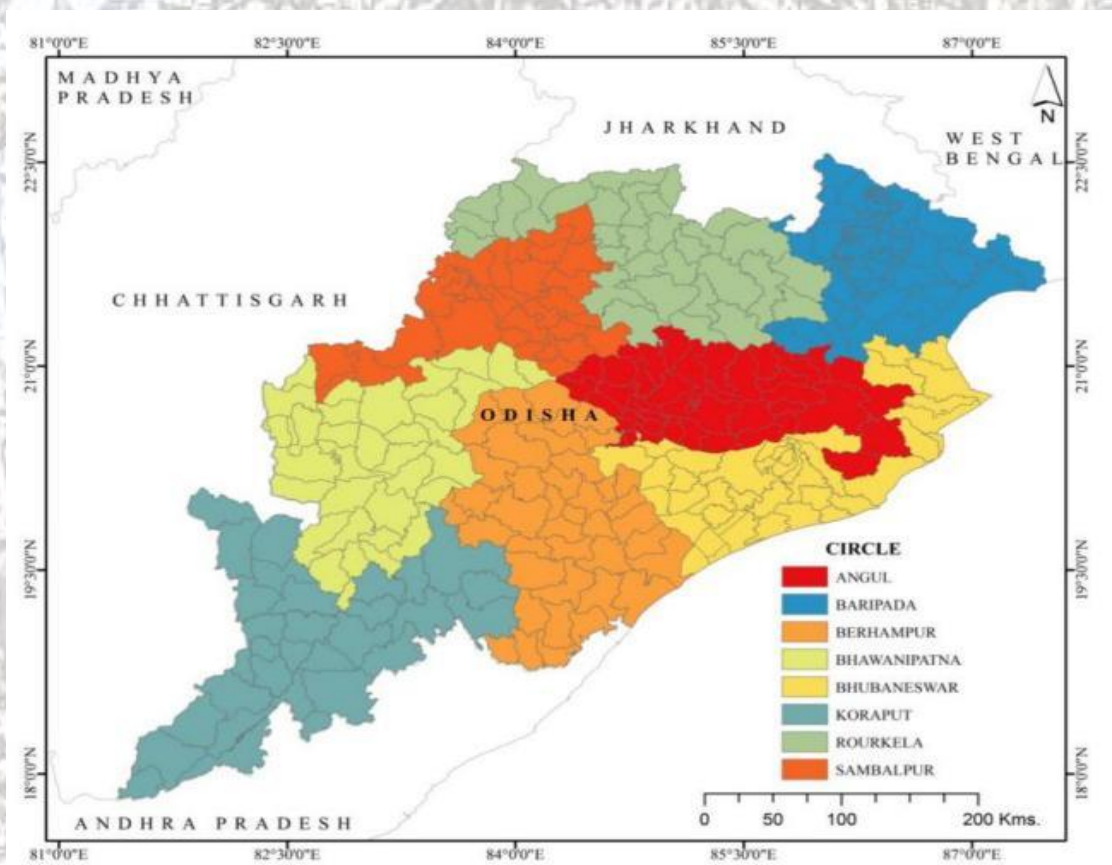 81°0'0"E 82°30'0"E 84°0'0"E 85°30'0"E 87°0'0"E
MADHYA
PRADESH
N
JHARKHAND
WEST
BENGAL
22°30'0"N 22°30'0"N
CHHATTISGARH
21°0'0"N 21°0'0"N
ODISHA
19°30'0"N 19°30'0"N
CIRCLE
ANGUL
BARIPADA
BERHAMPUR
BHAWANIPATNA
BHUBANESWAR
KORAPUT
ROURKELA
SAMBALPUR
18°0'0"N 18°0'0"N
0 50 100 200 Kms.
ANDHRA PRADESH
81°0'0"E 82°30'0"E 84°0'0"E 85°30'0"E 87°0'0"E